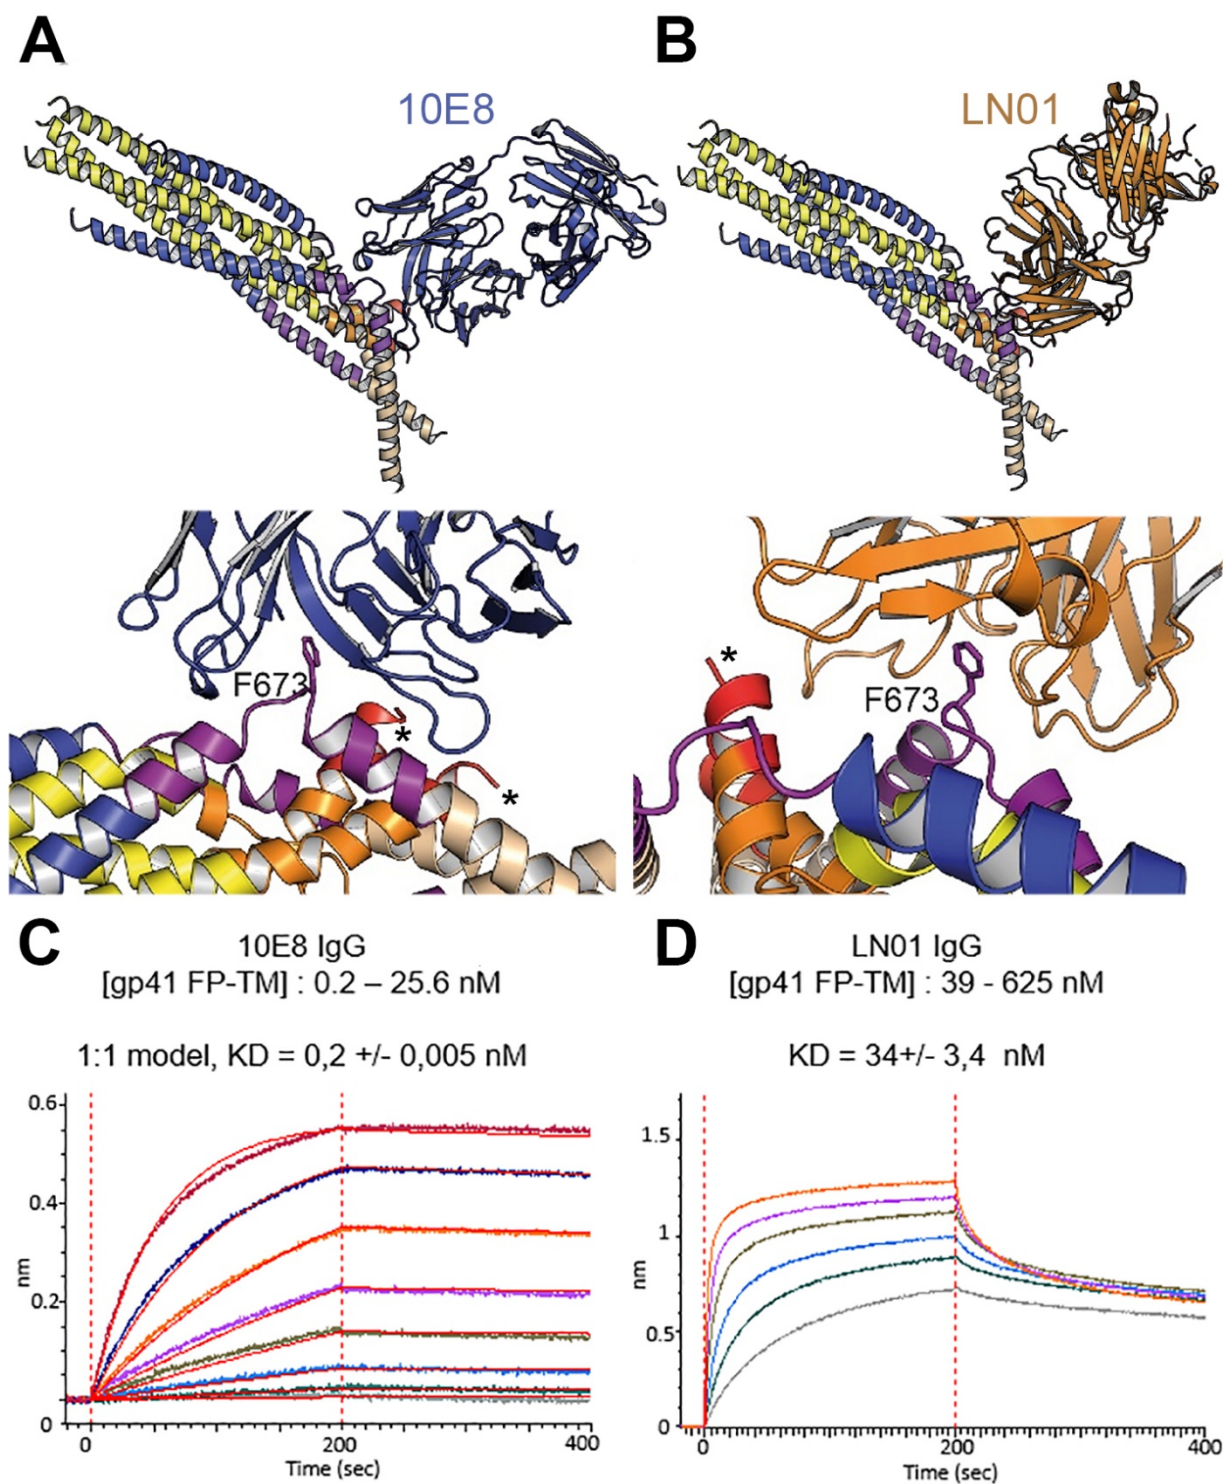 A
B
10E8
LN01
F673
*
*
*
F673
C
10E8 IgG
[gp41 FP-TM] : 0.2 – 25.6 nM
1:1 model, KD = 0,2 +/- 0,005 nM
0.6
0.4
0.2
0
nm
0
200
400
Time (sec)
D
LN01 IgG
[gp41 FP-TM] : 39 - 625 nM
KD = 34+/- 3,4 nM
1.5
1
0.5
0
nm
0
200
400
Time (sec)